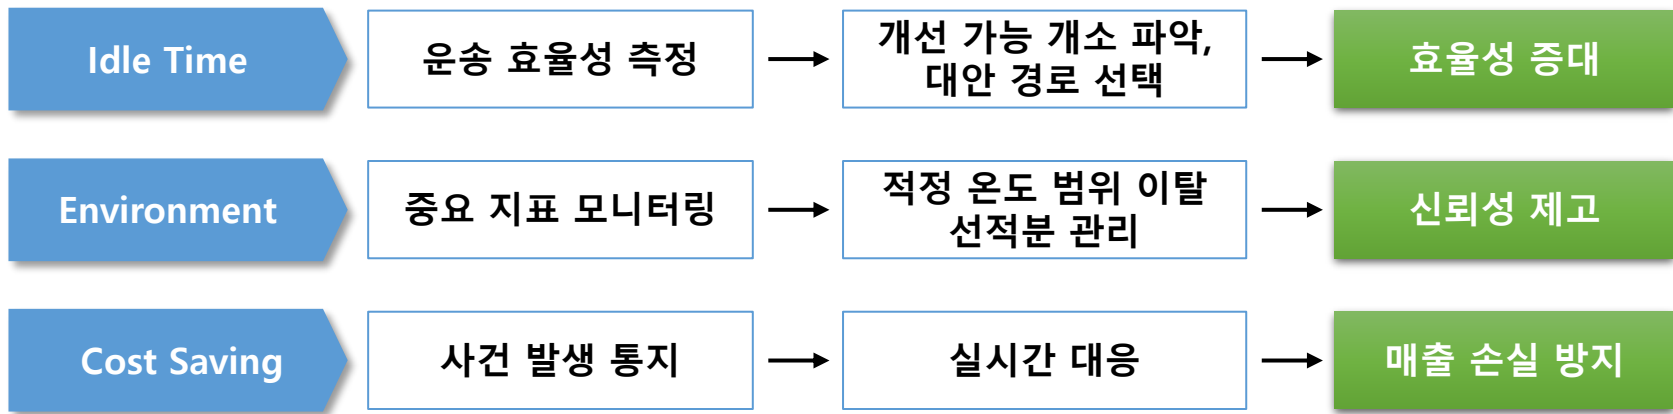 Idle Time
운송 효율성 측정
개선 가능 개소 파악,
대안 경로 선택
효율성 증대
Environment
중요 지표 모니터링
적정 온도 범위 이탈
선적분 관리
신뢰성 제고
Cost Saving
사건 발생 통지
실시간 대응
매출 손실 방지